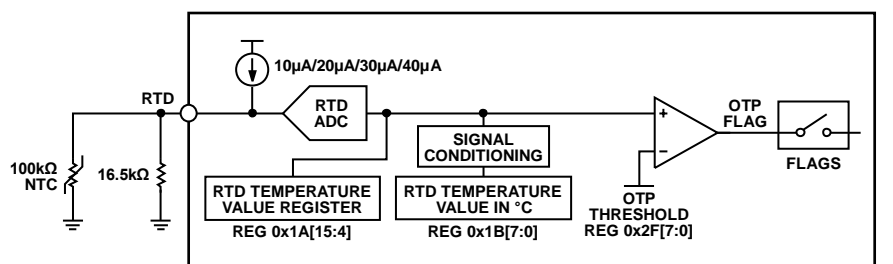 10µA/20µA/30µA/40µA
RTD
RTD
ADC
OTP
FLAG
+
−
SIGNAL
CONDITIONING
FLAGS
100kΩ
NTC
16.5kΩ
RTD TEMPERATURE
VALUE REGISTER
REG 0x1A[15:4]
RTD TEMPERATURE
VALUE IN °C
REG 0x1B[7:0]
OTP
THRESHOLD
REG 0x2F[7:0]